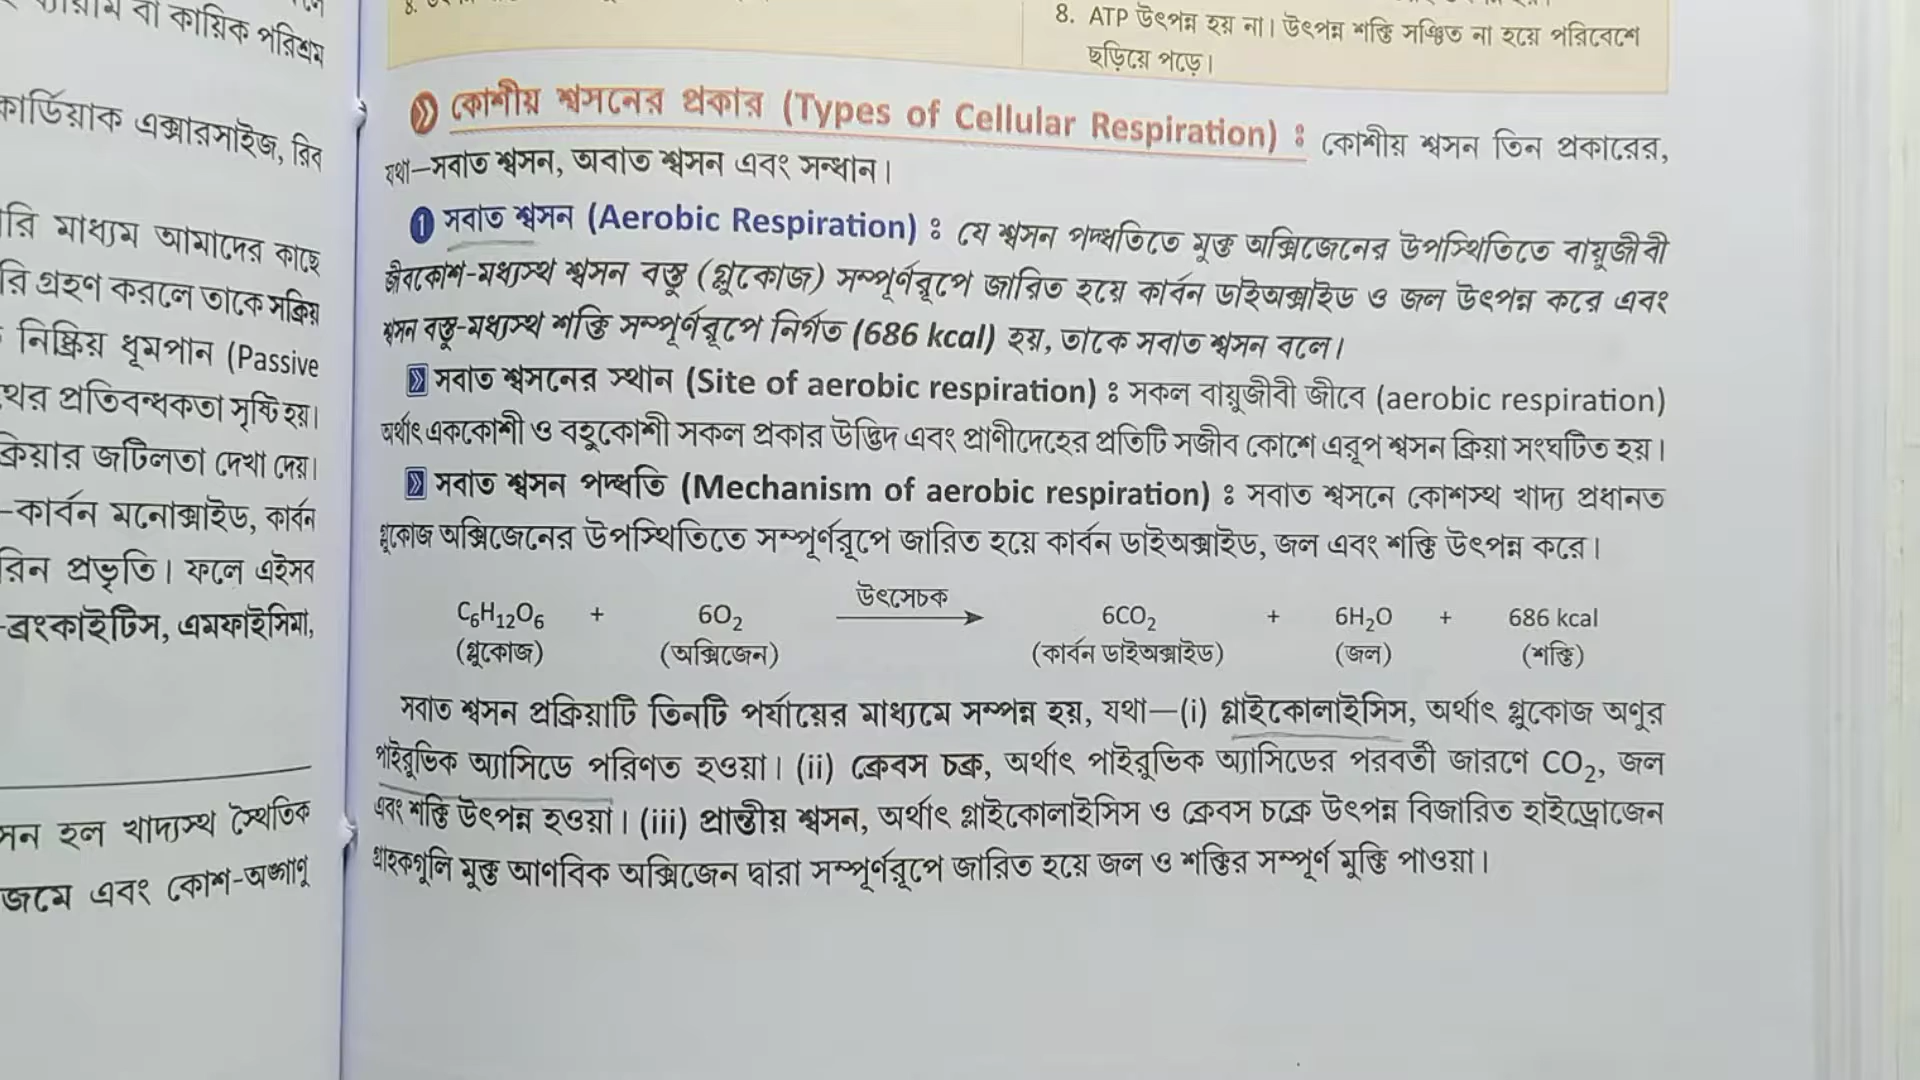 ব্যায়াম বা কায়িক পরিশ্রম
কার্ডিয়াক এক্সারসাইজ, রিব
রি মাধ্যম আমাদের কাছে
রি গ্রহণ করলে তাকে সক্রিয়
নিষ্ক্রিয় ধূমপান (Passive
থের প্রতিবন্ধকতা সৃষ্টি হয়।
ক্রিয়ার জটিলতা দেখা দেয়।
–কার্বন মনোক্সাইড, কার্বন
রিন প্রভৃতি। ফলে এইসব
-ব্রংকাইটিস, এমফাইসিমা,
সন হল খাদ্যস্থ স্থৈতিক
জমে এবং কোশ-অঙ্গাণু
8. ATP উৎপন্ন হয় না। উৎপন্ন শক্তি সঞ্চিত না হয়ে পরিবেশে
ছড়িয়ে পড়ে।
কোশীয় শ্বসনের প্রকার (Types of Cellular Respiration) : কোশীয় শ্বসন তিন প্রকারের,
যথা—সবাত শ্বসন, অবাত শ্বসন এবং সন্ধান।
1 সবাত শ্বসন (Aerobic Respiration) : যে শ্বসন পদ্ধতিতে মুক্ত অক্সিজেনের উপস্থিতিতে বায়ুজীবী
জীবকোশ-মধ্যস্থ শ্বসন বস্তু (গ্লুকোজ) সম্পূর্ণরূপে জারিত হয়ে কার্বন ডাইঅক্সাইড ও জল উৎপন্ন করে এবং
শ্বসন বস্তু-মধ্যস্থ শক্তি সম্পূর্ণরূপে নির্গত (686 kcal) হয়, তাকে সবাত শ্বসন বলে।
সবাত শ্বসনের স্থান (Site of aerobic respiration) : সকল বায়ুজীবী জীবে (aerobic respiration)
অর্থাৎ এককোশী ও বহুকোশী সকল প্রকার উদ্ভিদ এবং প্রাণীদেহের প্রতিটি সজীব কোশে এরূপ শ্বসন ক্রিয়া সংঘটিত হয়।
সবাত শ্বসন পদ্ধতি (Mechanism of aerobic respiration) : সবাত শ্বসনে কোশস্থ খাদ্য প্রধানত
গ্লুকোজ অক্সিজেনের উপস্থিতিতে সম্পূর্ণরূপে জারিত হয়ে কার্বন ডাইঅক্সাইড, জল এবং শক্তি উৎপন্ন করে।
উৎসেচক
C₆H₁₂O₆ + 6O₂ ⟶ 6CO₂ + 6H₂O + 686 kcal
(গ্লুকোজ) (অক্সিজেন) (কার্বন ডাইঅক্সাইড) (জল) (শক্তি)
সবাত শ্বসন প্রক্রিয়াটি তিনটি পর্যায়ের মাধ্যমে সম্পন্ন হয়, যথা—(i) গ্লাইকোলাইসিস, অর্থাৎ গ্লুকোজ অণুর
পাইরুভিক অ্যাসিডে পরিণত হওয়া। (ii) ক্রেবস চক্র, অর্থাৎ পাইরুভিক অ্যাসিডের পরবর্তী জারণে CO₂, জল
এবং শক্তি উৎপন্ন হওয়া। (iii) প্রান্তীয় শ্বসন, অর্থাৎ গ্লাইকোলাইসিস ও ক্রেবস চক্রে উৎপন্ন বিজারিত হাইড্রোজেন
গ্রাহকগুলি মুক্ত আণবিক অক্সিজেন দ্বারা সম্পূর্ণরূপে জারিত হয়ে জল ও শক্তির সম্পূর্ণ মুক্তি পাওয়া।